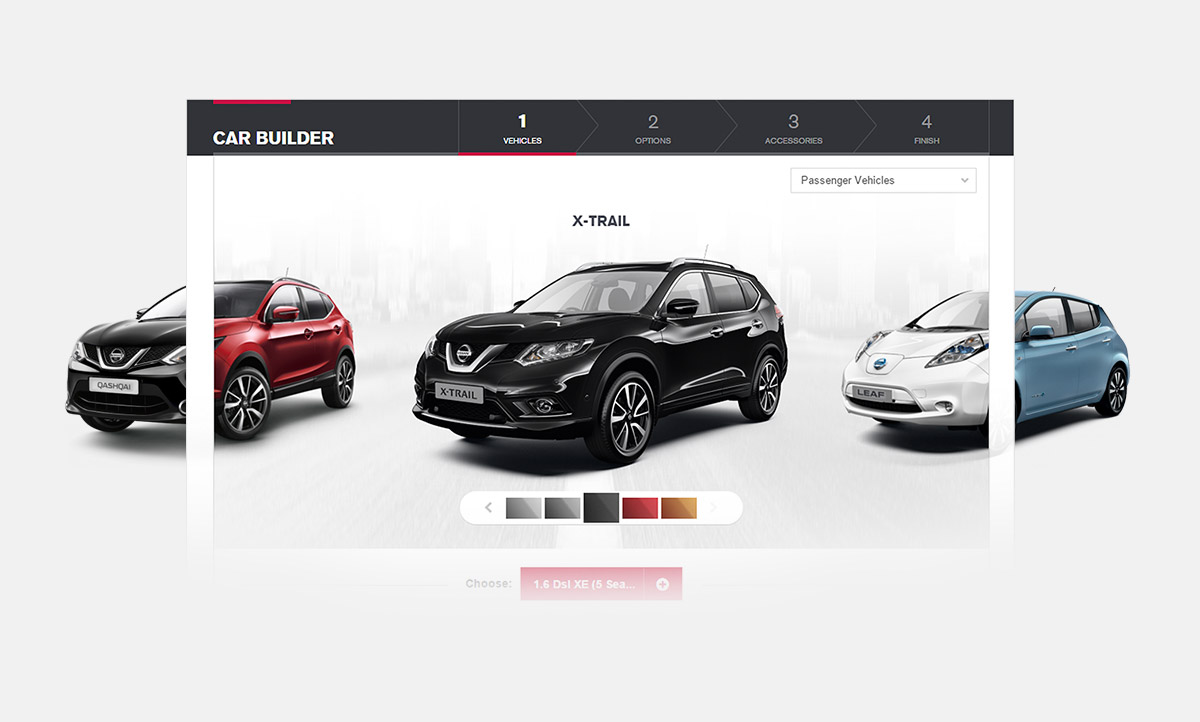 CAR BUILDER
1
VEHICLES
2
OPTIONS
3
ACCESSORIES
4
FINISH
Passenger Vehicles
X-TRAIL
QASHQAI
X-TRAIL
LEAF
Choose:
1.6 Dsl XE (5 Sea...